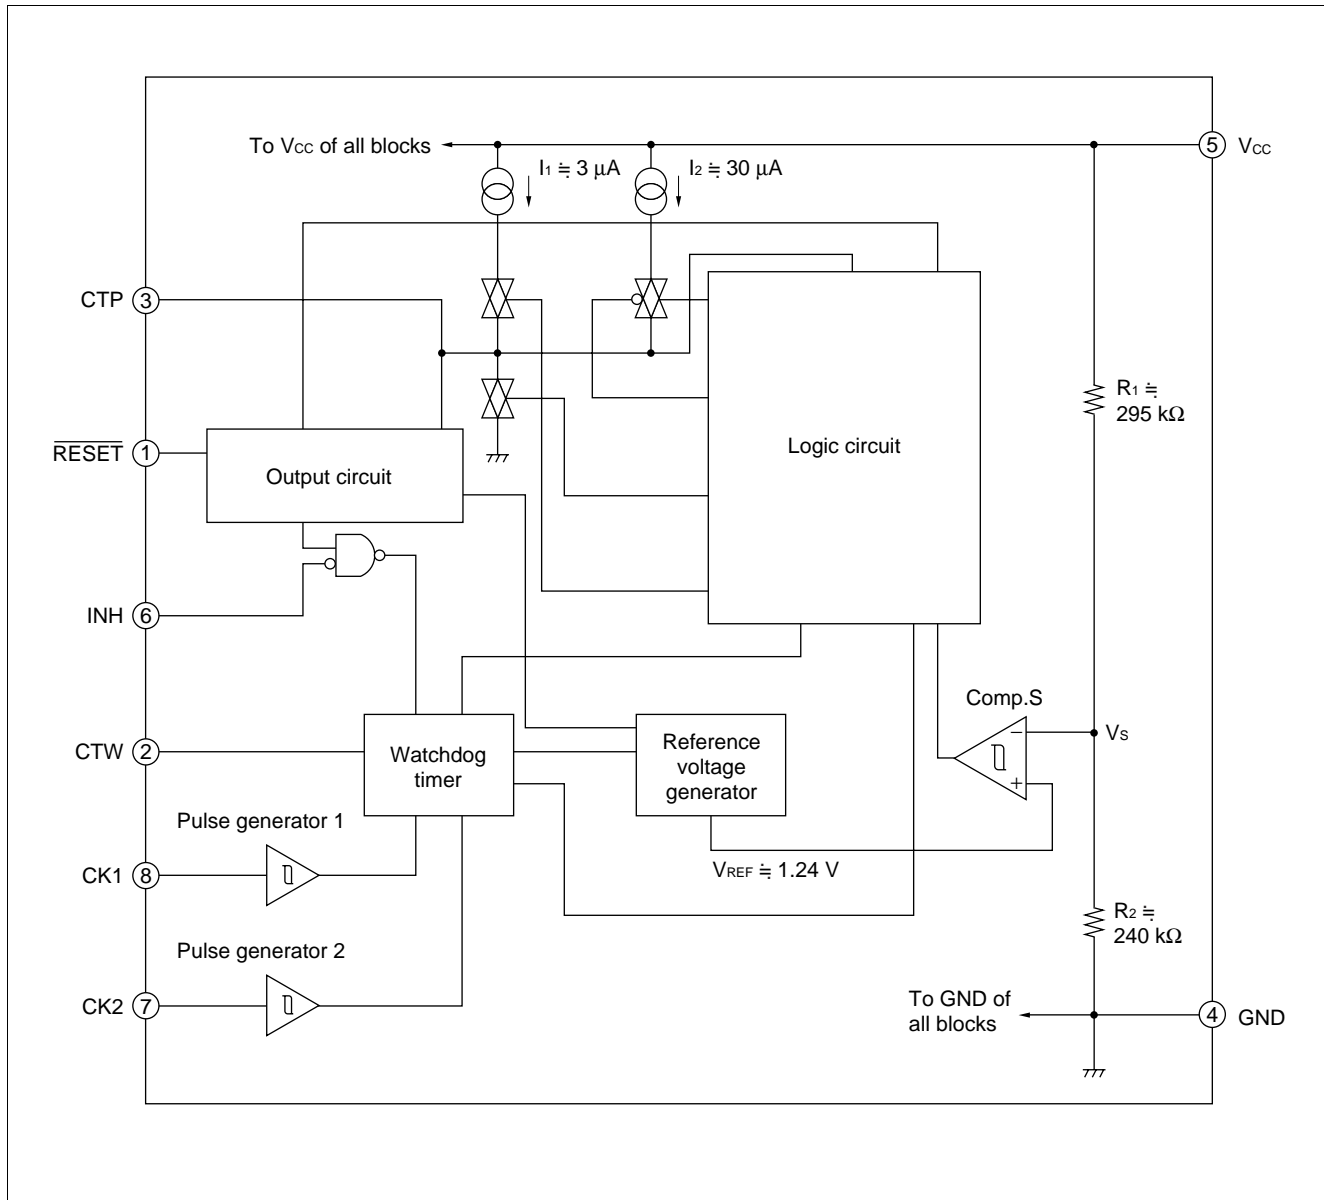 To VCC of all blocks
I1 ≒ 3 μA
I2 ≒ 30 μA
5
VCC
CTP
3
R1 ≒
295 kΩ
RESET
1
Output circuit
Logic circuit
INH
6
Comp.S
−
VS
+
CTW
2
Watchdog
timer
Reference
voltage
generator
Pulse generator 1
VREF ≒ 1.24 V
CK1
8
R2 ≒
240 kΩ
Pulse generator 2
CK2
7
To GND of
all blocks
4
GND